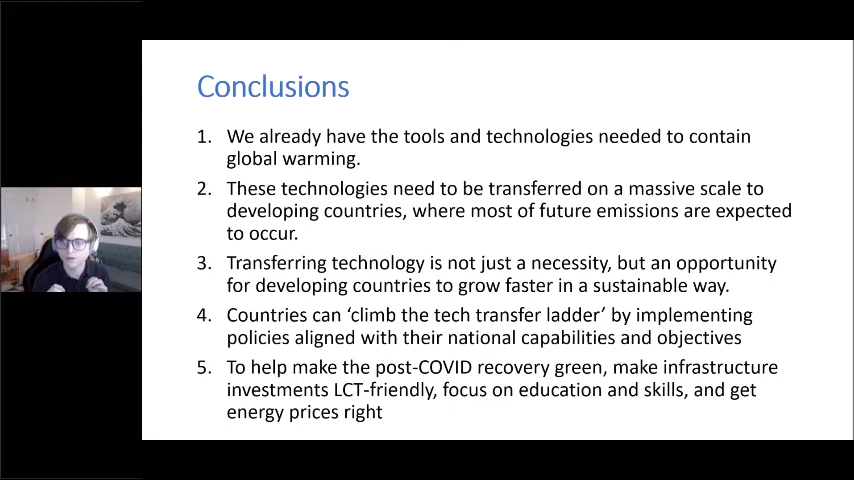 Conclusions
1. We already have the tools and technologies needed to contain
global warming.
2. These technologies need to be transferred on a massive scale to
developing countries, where most of future emissions are expected
to occur.
3. Transferring technology is not just a necessity, but an opportunity
for developing countries to grow faster in a sustainable way.
4. Countries can ‘climb the tech transfer ladder’ by implementing
policies aligned with their national capabilities and objectives
5. To help make the post-COVID recovery green, make infrastructure
investments LCT-friendly, focus on education and skills, and get
energy prices right